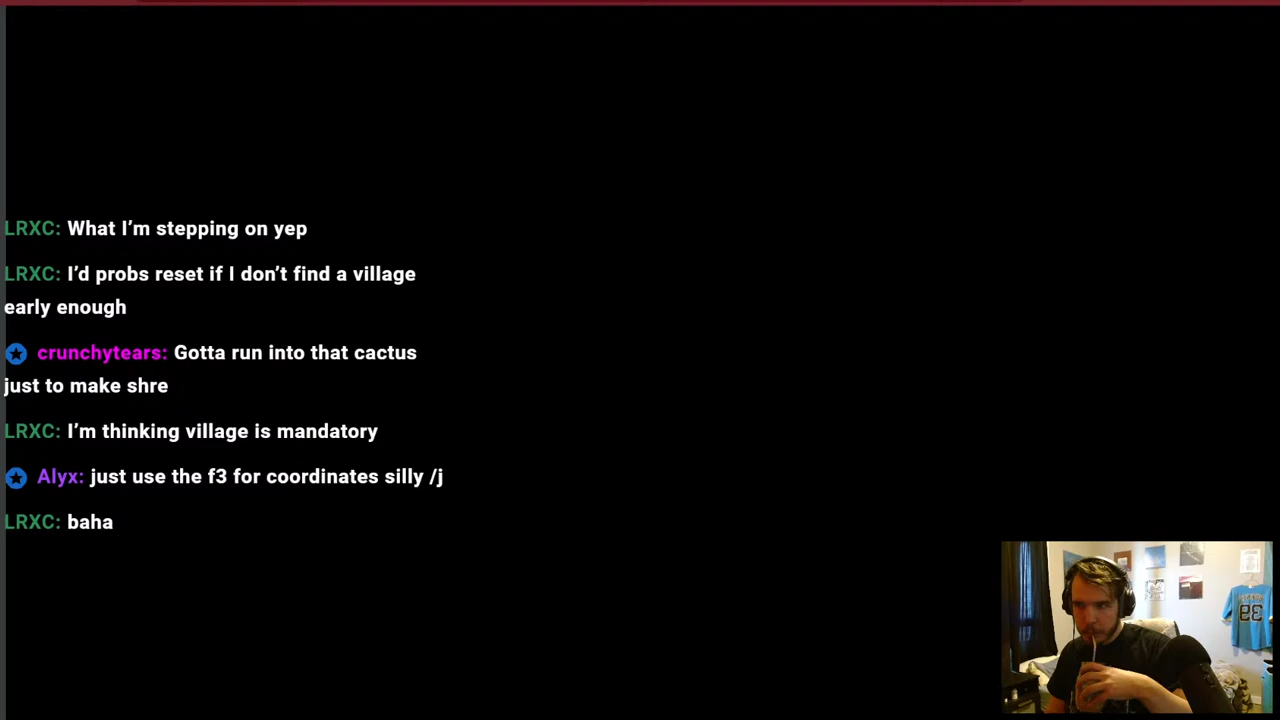 LRXC: What I’m stepping on yep
LRXC: I’d probs reset if I don’t find a village
early enough
crunchytears: Gotta run into that cactus
just to make shre
LRXC: I’m thinking village is mandatory
Alyx: just use the f3 for coordinates silly /j
LRXC: baha